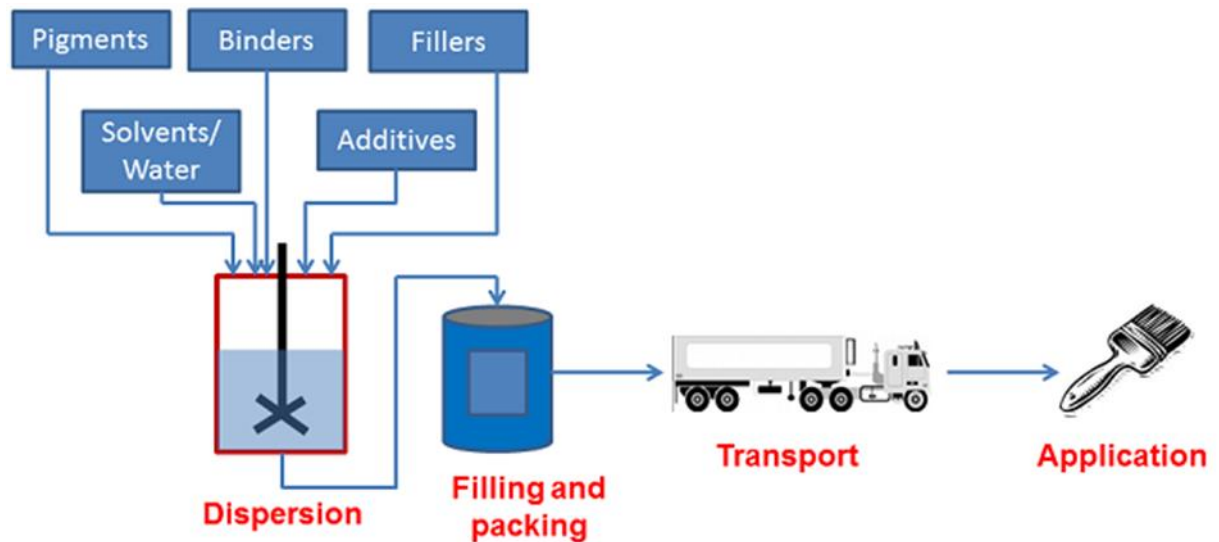 Pigments
Binders
Fillers
Solvents/
Water
Additives
Dispersion
Filling and
packing
Transport
Application